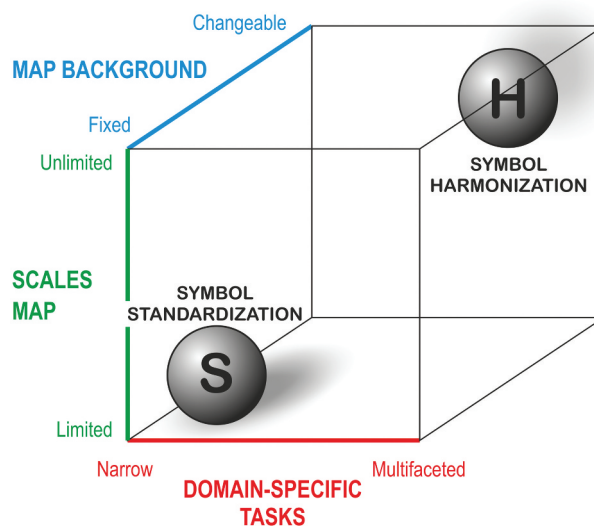 Changeable
MAP BACKGROUND
Fixed
Unlimited
H
SYMBOL
HARMONIZATION
SCALES
MAP
SYMBOL
STANDARDIZATION
S
Limited
Narrow
Multifaceted
DOMAIN-SPECIFIC
TASKS